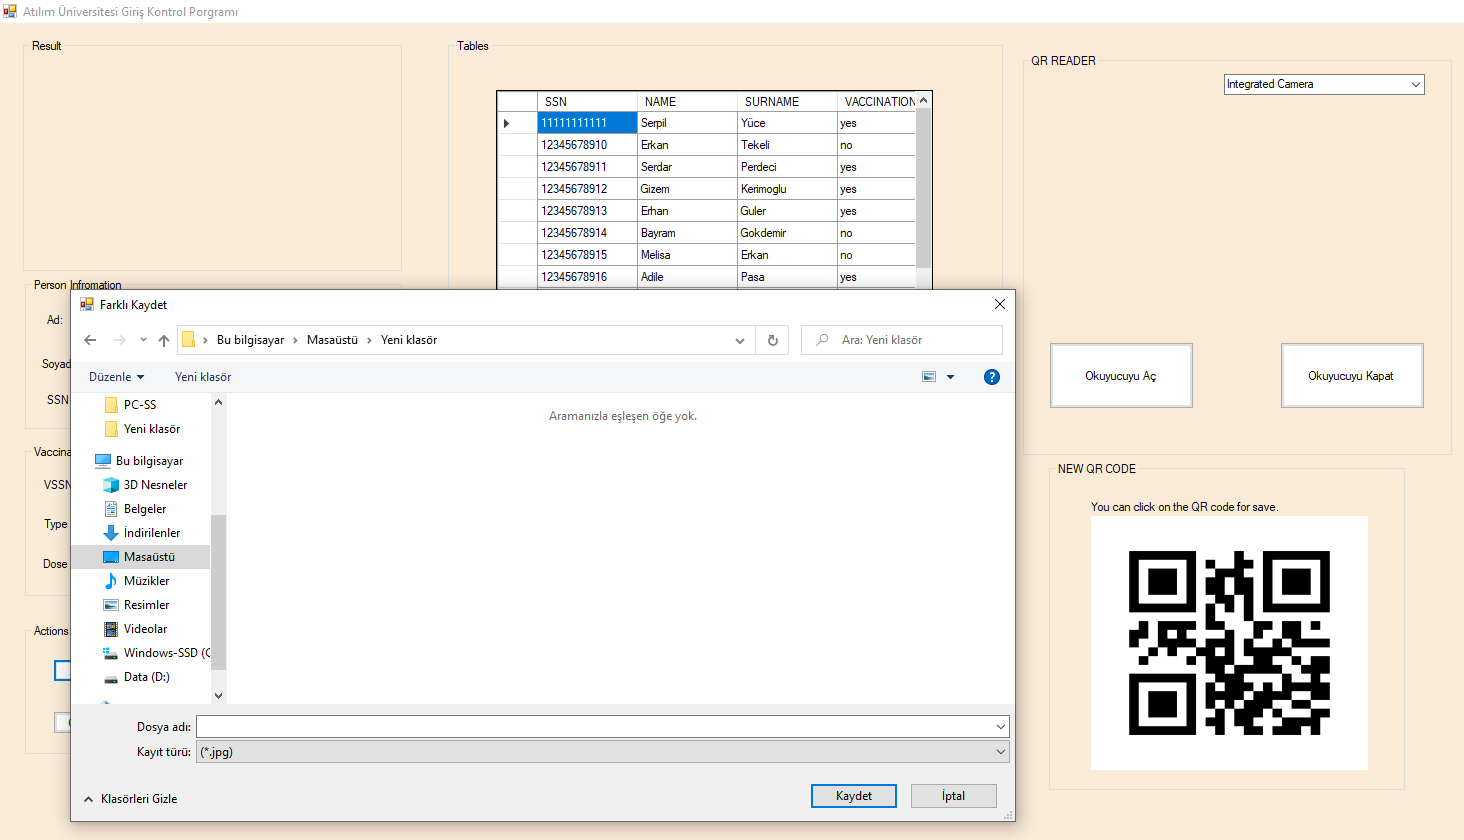 Atılım Üniversitesi Giriş Kontrol Porgramı
Result
Tables
SSN NAME SURNAME VACCINATION
11111111111 Serpil Yüce yes
12345678910 Erkan Tekeli no
12345678911 Serdar Perdeci yes
12345678912 Gizem Kerimoglu yes
12345678913 Erhan Guler yes
12345678914 Bayram Gokdemir no
12345678915 Melisa Erkan no
12345678916 Adile Pasa yes
QR READER
Integrated Camera
Okuyucuyu Aç
Okuyucuyu Kapat
NEW QR CODE
You can click on the QR code for save.
Person Infromation
Ad:
Soyad
SSN
Vaccina
VSSN
Type
Dose
Actions
Farklı Kaydet
Bu bilgisayar
Masaüstü
Yeni klasör
Ara: Yeni klasör
Düzenle
Yeni klasör
PC-SS
Yeni klasör
Bu bilgisayar
3D Nesneler
Belgeler
İndirilenler
Masaüstü
Müzikler
Resimler
Videolar
Windows-SSD (C
Data (D:)
Aramanızla eşleşen öğe yok.
Dosya adı:
Kayıt türü: (*.jpg)
Klasörleri Gizle
Kaydet
İptal